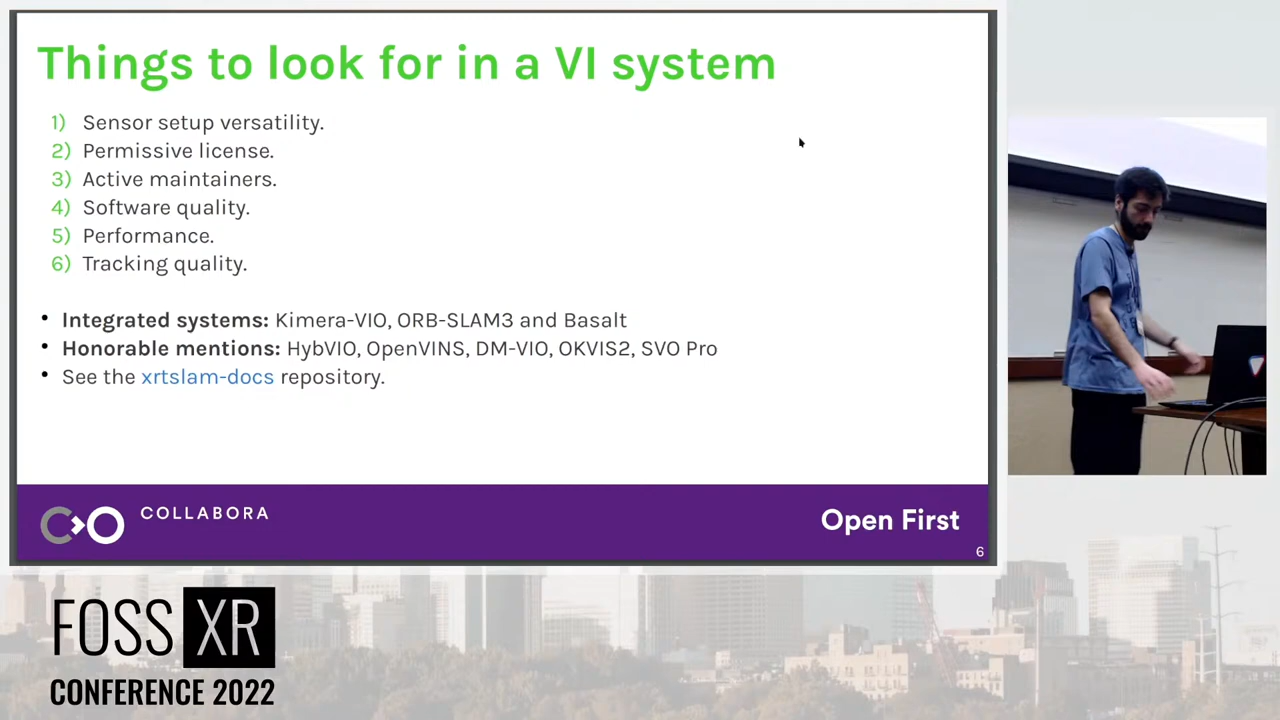 Things to look for in a VI system
1) Sensor setup versatility.
2) Permissive license.
3) Active maintainers.
4) Software quality.
5) Performance.
6) Tracking quality.
• Integrated systems: Kimera-VIO, ORB-SLAM3 and Basalt
• Honorable mentions: HybVIO, OpenVINS, DM-VIO, OKVIS2, SVO Pro
• See the xrtslam-docs repository.
COLLABORA
Open First
6
FOSS XR
CONFERENCE 2022